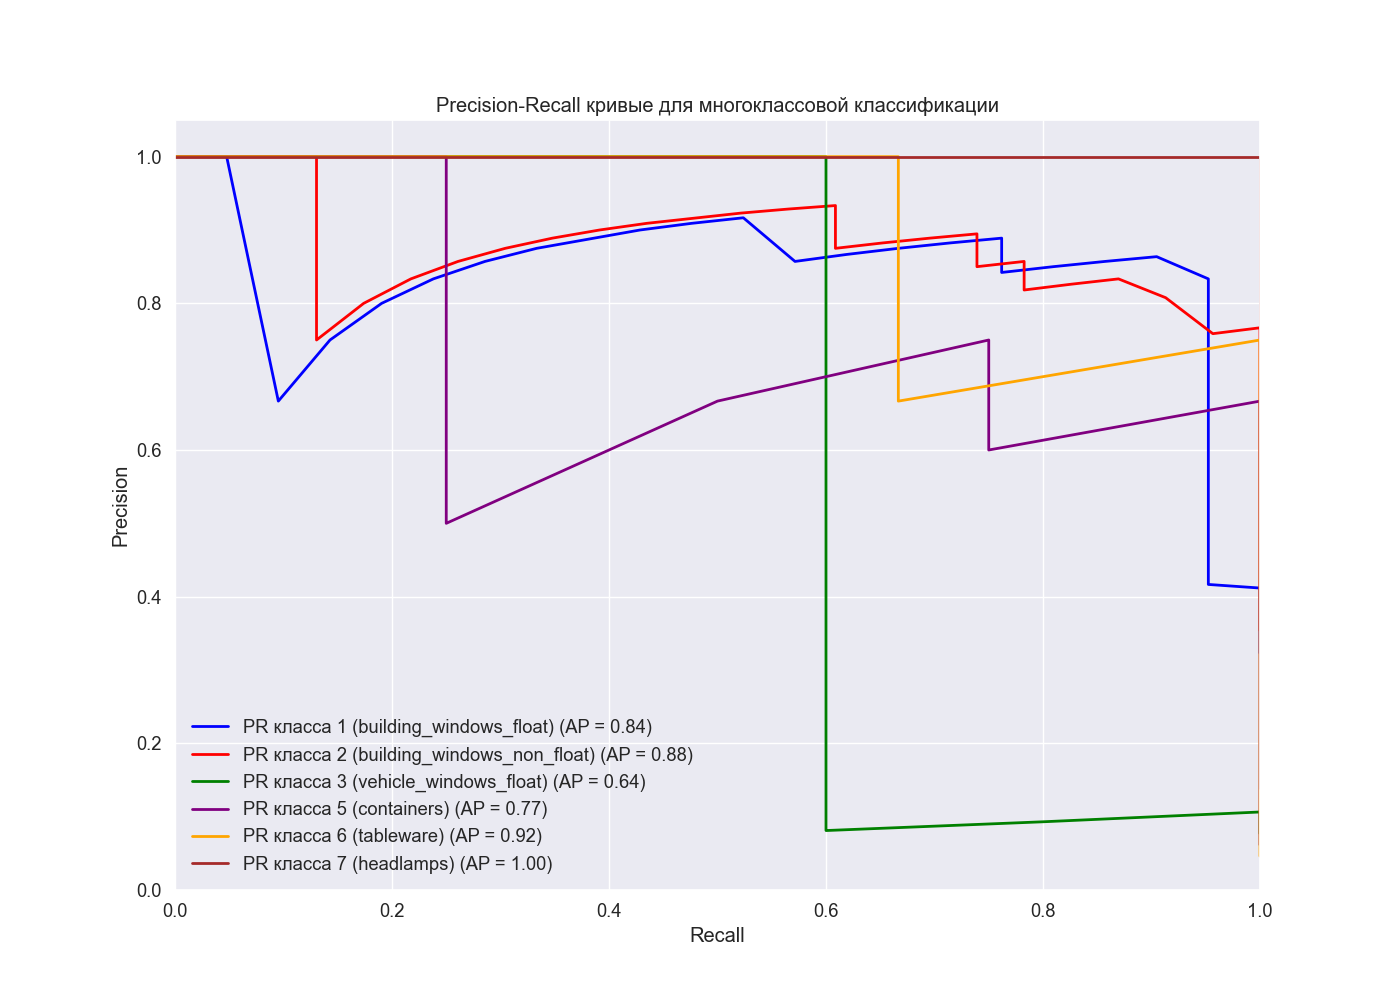 Precision-Recall кривые для многоклассовой классификации
1.0
0.8
0.6
0.4
0.2
0.0
Precision
PR класса 1 (building_windows_float) (AP = 0.84)
PR класса 2 (building_windows_non_float) (AP = 0.88)
PR класса 3 (vehicle_windows_float) (AP = 0.64)
PR класса 5 (containers) (AP = 0.77)
PR класса 6 (tableware) (AP = 0.92)
PR класса 7 (headlamps) (AP = 1.00)
0.0 0.2 0.4 0.6 0.8 1.0
Recall